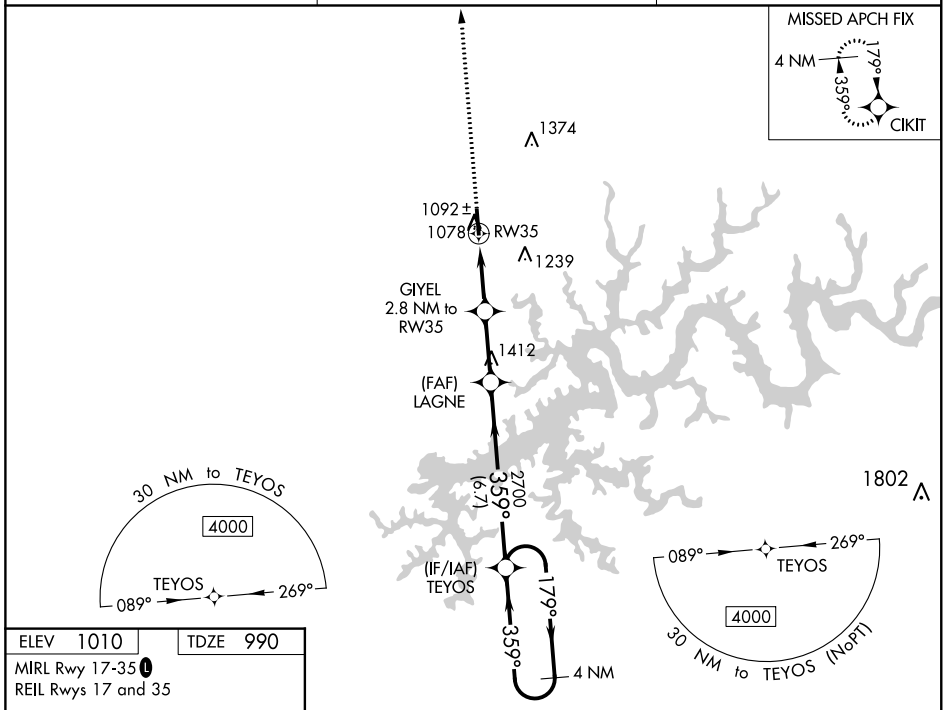 MISSED APCH FIX
4 NM
179°
359°
CIKIT
1374
1092±
1078
RW35
1239
GIYEL
2.8 NM to
RW35
1412
(FAF)
LAGNE
2700
359°
(6.7)
1802
30 NM to TEYOS
4000
TEYOS
089°
269°
(IF/IAF)
TEYOS
179°
359°
4 NM
089°
269°
TEYOS
4000
30 NM to TEYOS (NoPT)
ELEV 1010
TDZE 990
MIRL Rwy 17-35 L
REIL Rwys 17 and 35